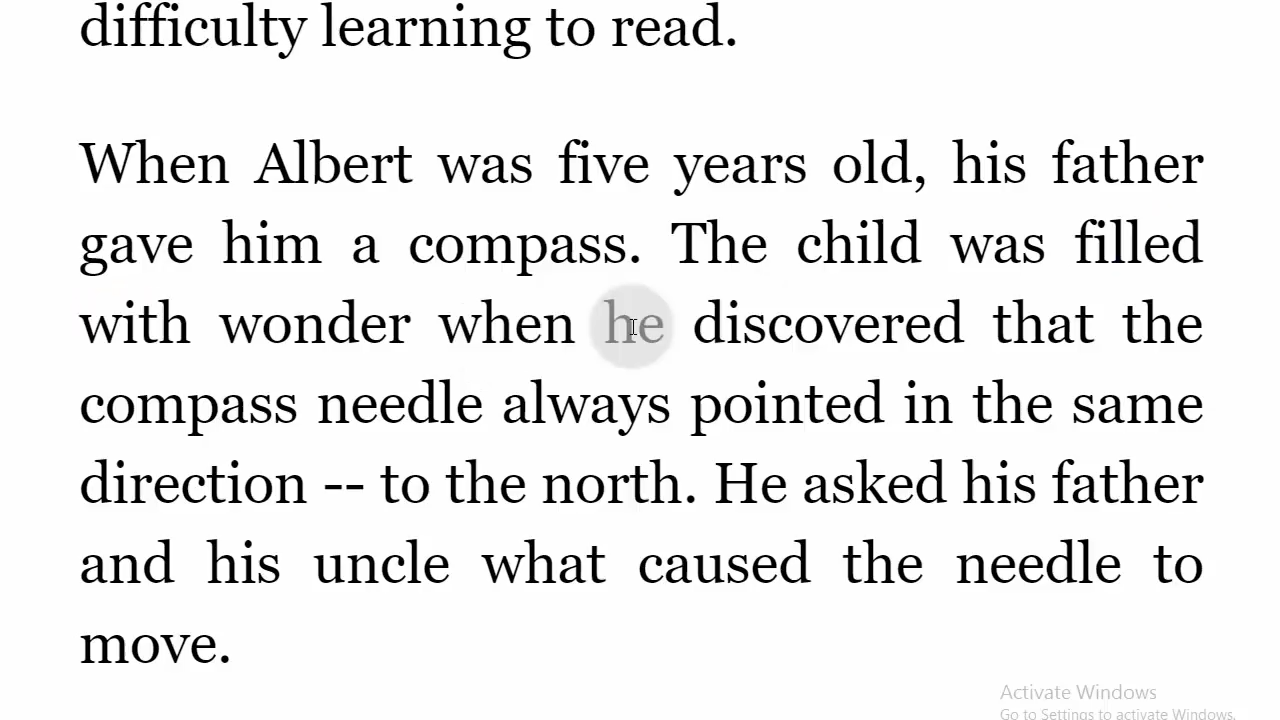 difficulty learning to read.
When Albert was five years old, his father
gave him a compass. The child was filled
with wonder when he discovered that the
compass needle always pointed in the same
direction -- to the north. He asked his father
and his uncle what caused the needle to
move.
Activate Windows
Go to Settings to activate Windows.